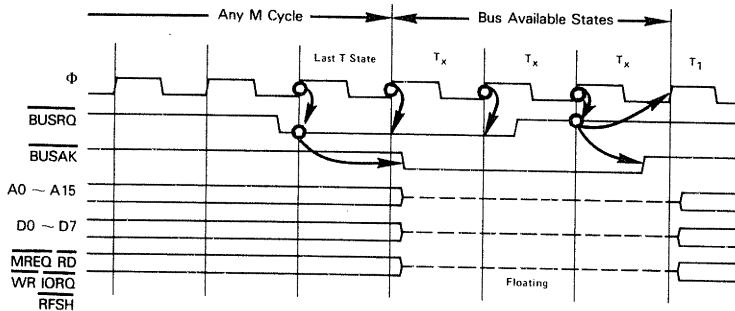 Any M Cycle
Bus Available States
Last T State
Tx
Tx
Tx
T1
Φ
BUSRQ
BUSAK
A0 ~ A15
D0 ~ D7
MREQ RD
WR IORQ
RFSH
Floating